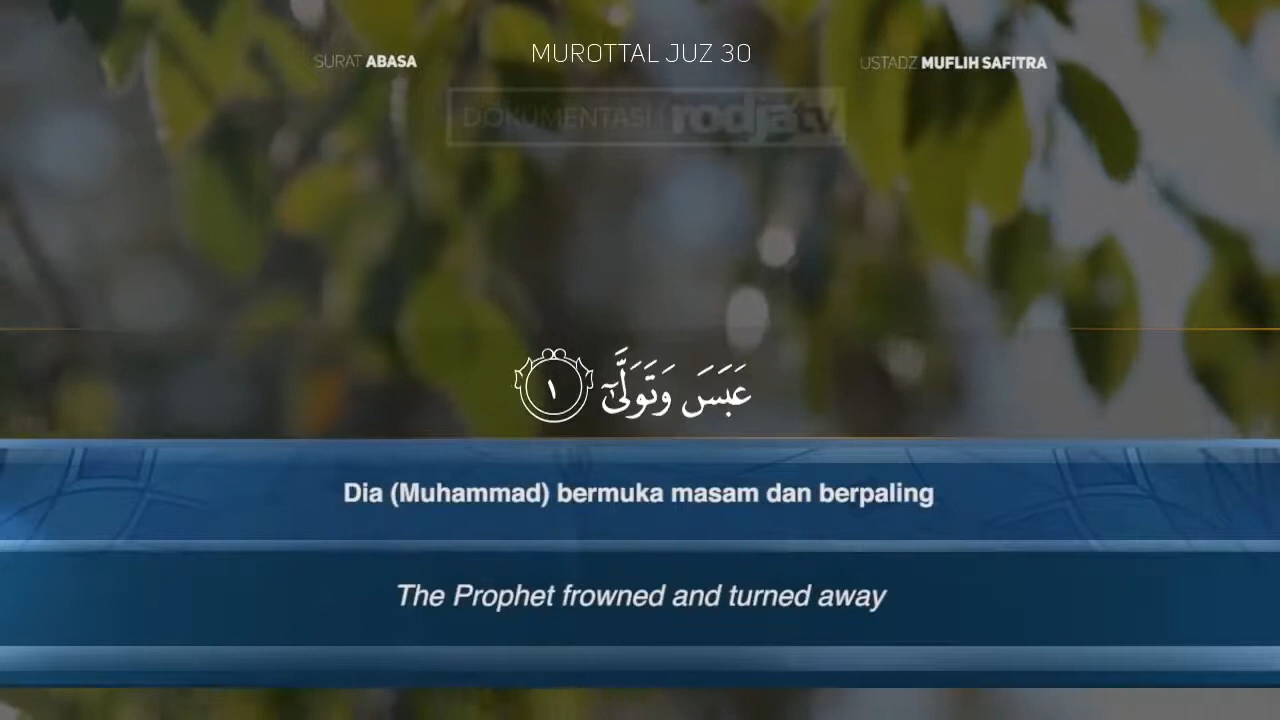 SURAT ABASA
MUROTTAL JUZ 30
USTADZ MUFLIH SAFITRA
DOKUMENTASI rodjatv
عَبَسَ وَتَوَلَّىٰٓ ١
Dia (Muhammad) bermuka masam dan berpaling
The Prophet frowned and turned away